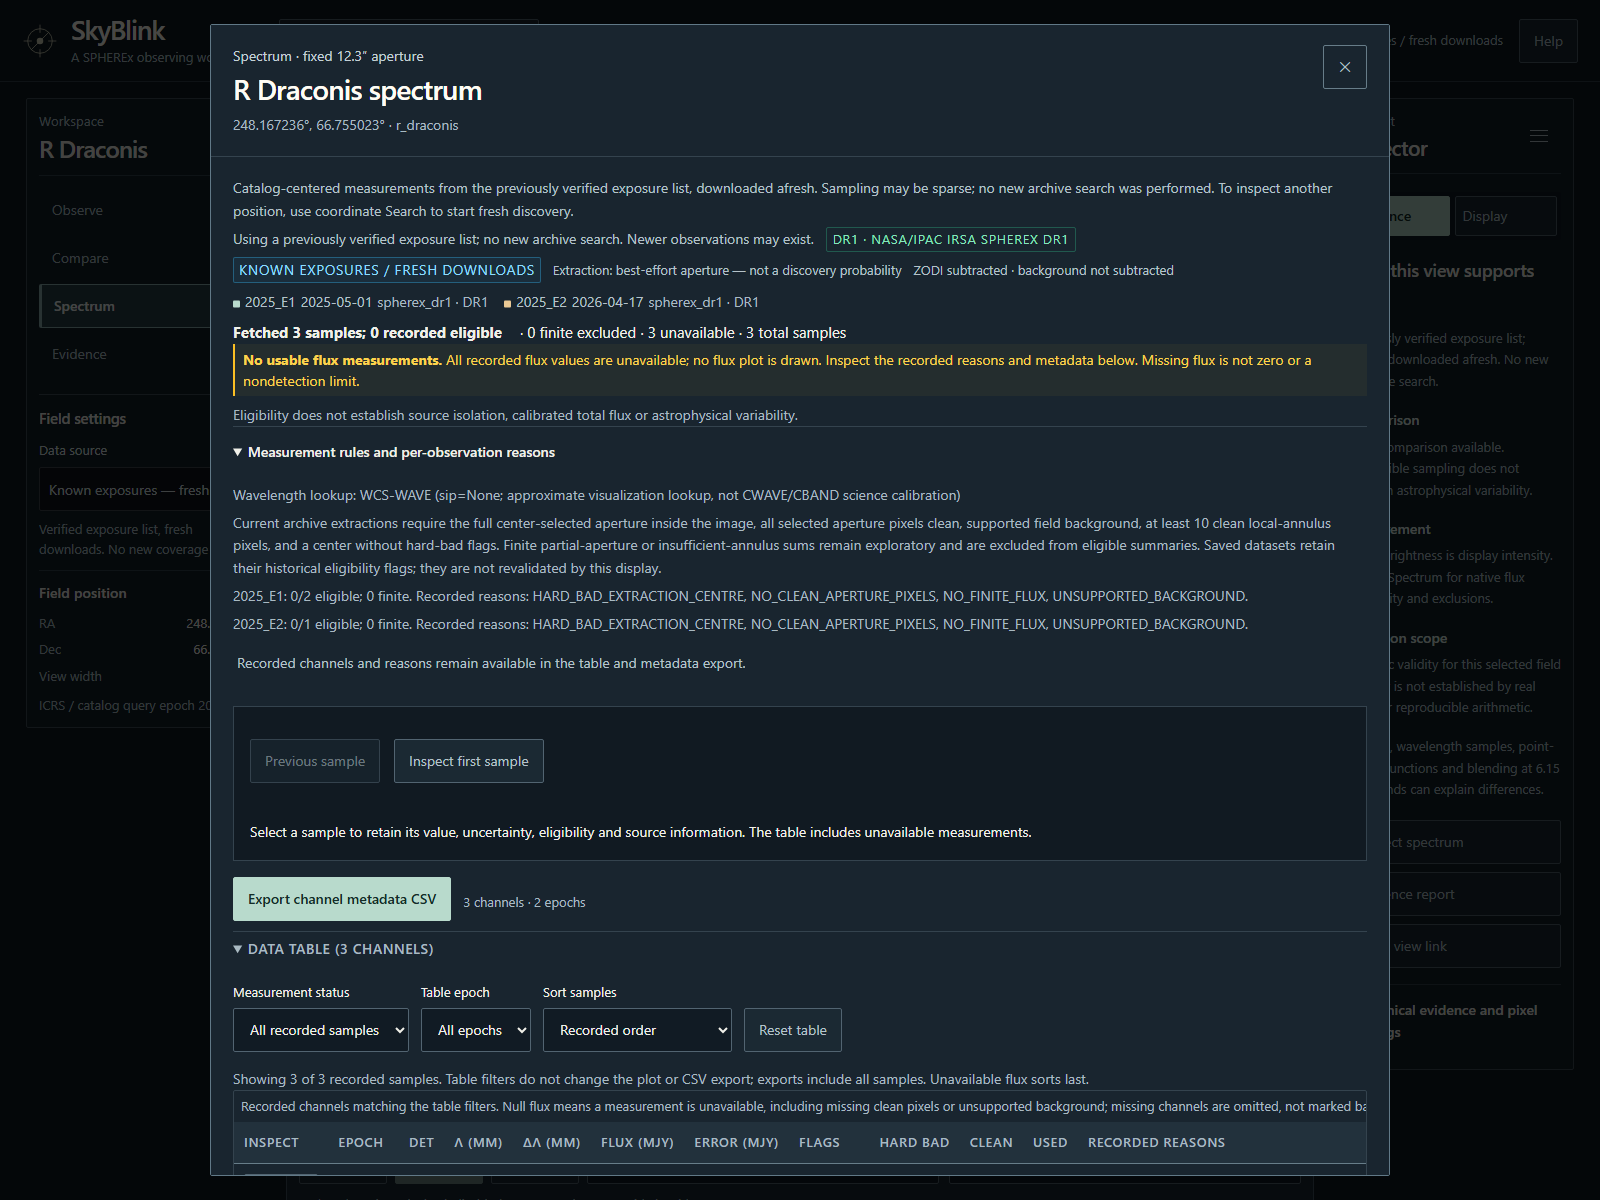 SkyBlink
A SPHEREx observing wo
s / fresh downloads
Help
Workspace
R Draconis
Observe
Compare
Spectrum
Evidence
Field settings
Data source
Known exposures — fresh
Verified exposure list, fresh
downloads. No new coverage
Field position
RA
248.
Dec
66.
View width
ICRS / catalog query epoch 20
Spectrum · fixed 12.3″ aperture
R Draconis spectrum
248.167236°, 66.755023° · r_draconis
×
Catalog-centered measurements from the previously verified exposure list, downloaded afresh. Sampling may be sparse; no new archive search was performed. To inspect another
position, use coordinate Search to start fresh discovery.
Using a previously verified exposure list; no new archive search. Newer observations may exist. DR1 · NASA/IPAC IRSA SPHEREX DR1
KNOWN EXPOSURES / FRESH DOWNLOADS Extraction: best-effort aperture — not a discovery probability ZODI subtracted · background not subtracted
2025_E1 2025-05-01 spherex_dr1 · DR1 2025_E2 2026-04-17 spherex_dr1 · DR1
Fetched 3 samples; 0 recorded eligible · 0 finite excluded · 3 unavailable · 3 total samples
No usable flux measurements. All recorded flux values are unavailable; no flux plot is drawn. Inspect the recorded reasons and metadata below. Missing flux is not zero or a
nondetection limit.
Eligibility does not establish source isolation, calibrated total flux or astrophysical variability.
▼ Measurement rules and per-observation reasons
Wavelength lookup: WCS-WAVE (sip=None; approximate visualization lookup, not CWAVE/CBAND science calibration)
Current archive extractions require the full center-selected aperture inside the image, all selected aperture pixels clean, supported field background, at least 10 clean local-annulus
pixels, and a center without hard-bad flags. Finite partial-aperture or insufficient-annulus sums remain exploratory and are excluded from eligible summaries. Saved datasets retain
their historical eligibility flags; they are not revalidated by this display.
2025_E1: 0/2 eligible; 0 finite. Recorded reasons: HARD_BAD_EXTRACTION_CENTRE, NO_CLEAN_APERTURE_PIXELS, NO_FINITE_FLUX, UNSUPPORTED_BACKGROUND.
2025_E2: 0/1 eligible; 0 finite. Recorded reasons: HARD_BAD_EXTRACTION_CENTRE, NO_CLEAN_APERTURE_PIXELS, NO_FINITE_FLUX, UNSUPPORTED_BACKGROUND.
Recorded channels and reasons remain available in the table and metadata export.
Previous sample
Inspect first sample
Select a sample to retain its value, uncertainty, eligibility and source information. The table includes unavailable measurements.
Export channel metadata CSV
3 channels · 2 epochs
▼ DATA TABLE (3 CHANNELS)
Measurement status Table epoch Sort samples
All recorded samples All epochs Recorded order Reset table
Showing 3 of 3 recorded samples. Table filters do not change the plot or CSV export; exports include all samples. Unavailable flux sorts last.
Recorded channels matching the table filters. Null flux means a measurement is unavailable, including missing clean pixels or unsupported background; missing channels are omitted, not marked ba
INSPECT EPOCH DET Λ (ΜM) ΔΛ (ΜM) FLUX (MJY) ERROR (MJY) FLAGS HARD BAD CLEAN USED RECORDED REASONS
t
ctor
nce
Display
this view supports
ly verified exposure list;
downloaded afresh. No new
e search.
rison
omparison available.
ible sampling does not
n astrophysical variability.
ement
rightness is display intensity.
Spectrum for native flux
ity and exclusions.
on scope
c validity for this selected field
is not established by real
r reproducible arithmetic.
, wavelength samples, point-
unctions and blending at 6.15
nds can explain differences.
ct spectrum
nce report
view link
nical evidence and pixel
gs